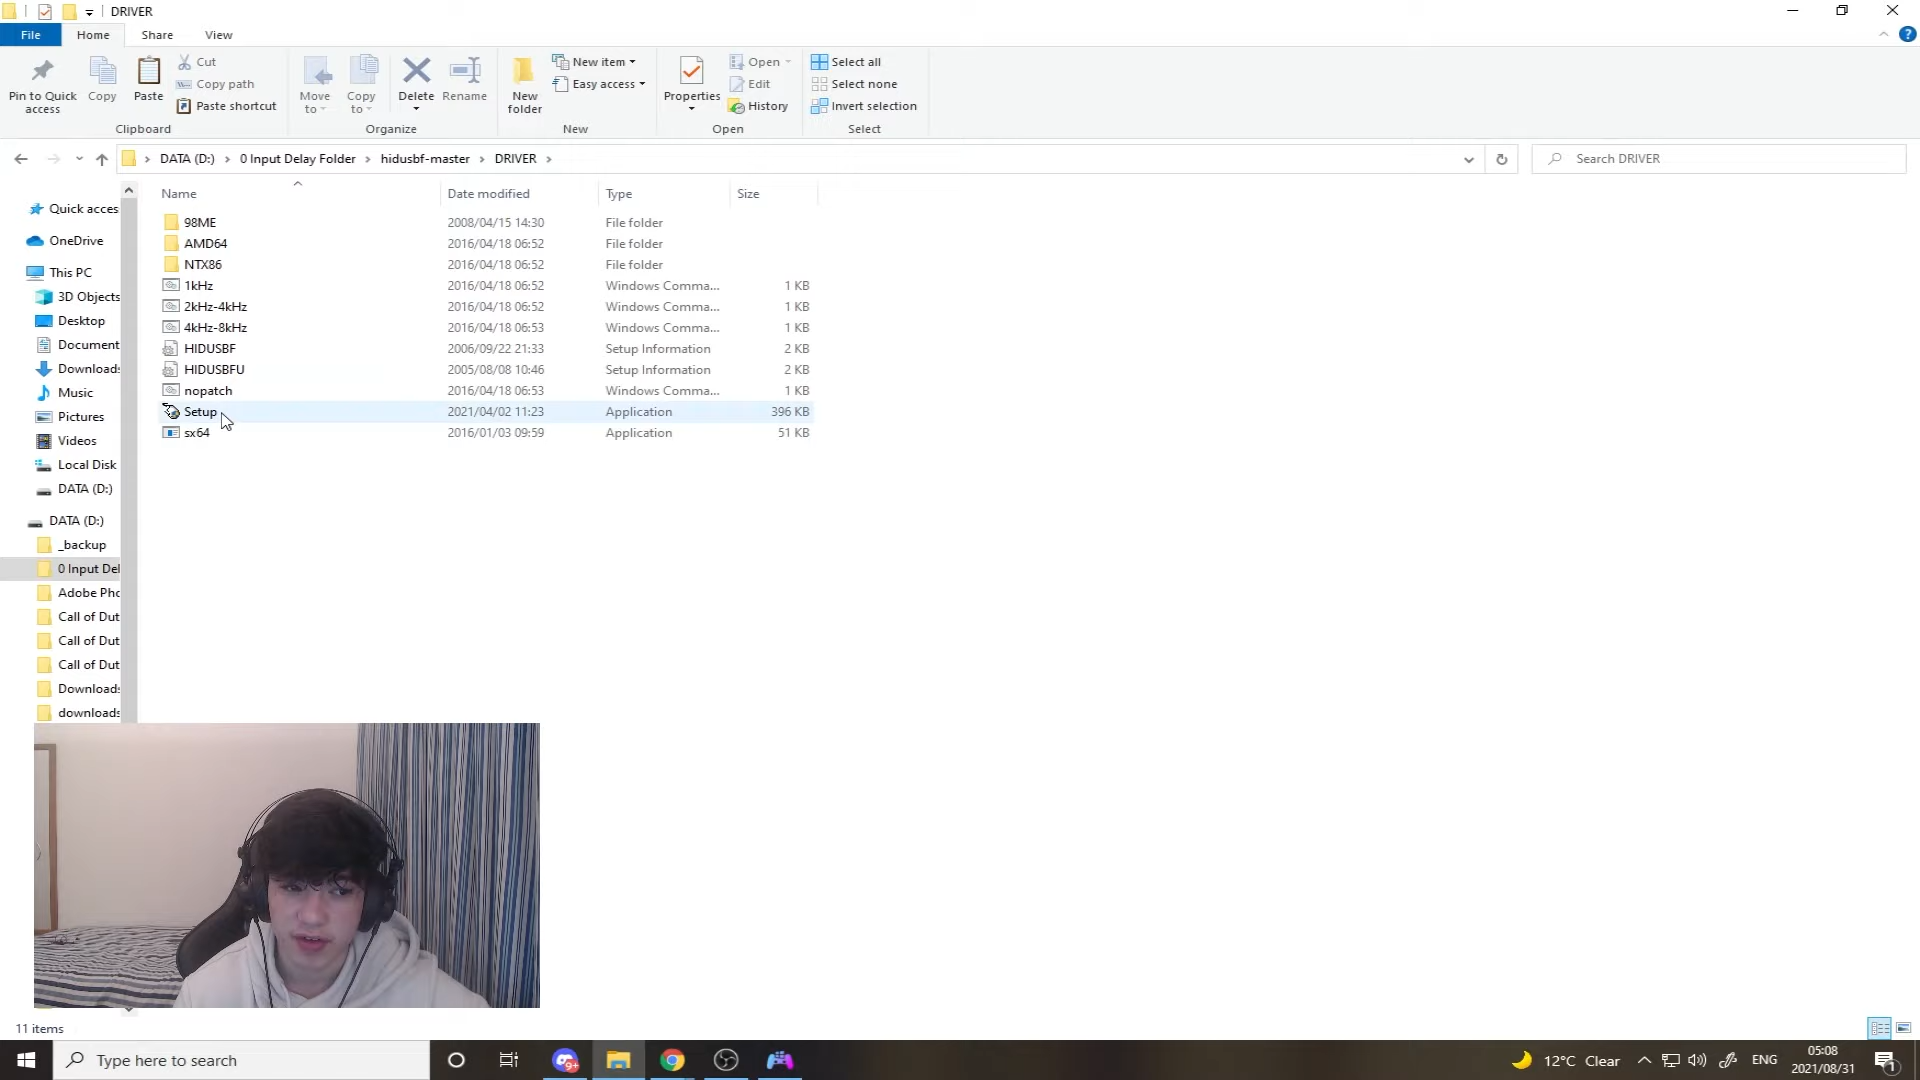 DRIVER
File Home Share View
Pin to Quick access
Copy
Paste
Cut
Copy path
Paste shortcut
Clipboard
Move to
Copy to
Delete
Rename
Organize
New folder
New item
Easy access
New
Properties
Open
Edit
History
Open
Select all
Select none
Invert selection
Select
DATA (D:) › 0 Input Delay Folder › hidusbf-master › DRIVER ›
Search DRIVER
Name Date modified Type Size
98ME 2008/04/15 14:30 File folder
AMD64 2016/04/18 06:52 File folder
NTX86 2016/04/18 06:52 File folder
1kHz 2016/04/18 06:52 Windows Comma... 1 KB
2kHz-4kHz 2016/04/18 06:52 Windows Comma... 1 KB
4kHz-8kHz 2016/04/18 06:53 Windows Comma... 1 KB
HIDUSBF 2006/09/22 21:33 Setup Information 2 KB
HIDUSBFU 2005/08/08 10:46 Setup Information 2 KB
nopatch 2016/04/18 06:53 Windows Comma... 1 KB
Setup 2021/04/02 11:23 Application 396 KB
sx64 2016/01/03 09:59 Application 51 KB
Quick acces
OneDrive
This PC
3D Objects
Desktop
Document
Downloads
Music
Pictures
Videos
Local Disk
DATA (D:)
DATA (D:)
_backup
0 Input Del
Adobe Pho
Call of Dut
Call of Dut
Call of Dut
Downloads
downloads
11 items
Type here to search
9+
12°C Clear
ENG
05:08
2021/08/31
1